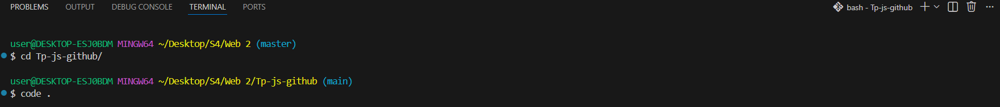 PROBLEMS OUTPUT DEBUG CONSOLE TERMINAL PORTS bash - Tp-js-github
user@DESKTOP-ESJ0BDM MINGW64 ~/Desktop/S4/Web 2 (master)
$ cd Tp-js-github/
user@DESKTOP-ESJ0BDM MINGW64 ~/Desktop/S4/Web 2/Tp-js-github (main)
$ code .